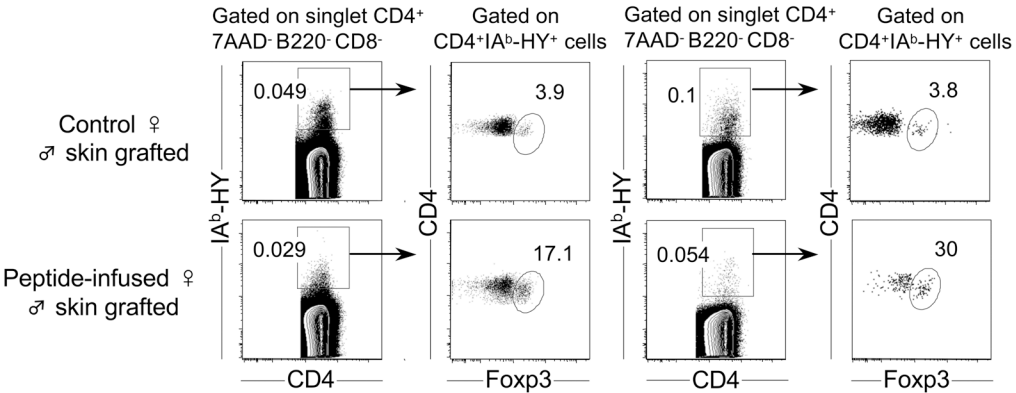 Gated on singlet CD4⁺
7AAD⁻ B220⁻ CD8⁻
Gated on
CD4⁺IAᵇ-HY⁺ cells
Gated on singlet CD4⁺
7AAD⁻ B220⁻ CD8⁻
Gated on
CD4⁺IAᵇ-HY⁺ cells
Control ♀
♂ skin grafted
0.049
3.9
0.1
3.8
Peptide-infused ♀
♂ skin grafted
0.029
17.1
0.054
30
IAᵇ-HY
CD4
IAᵇ-HY
CD4
CD4
Foxp3
CD4
Foxp3